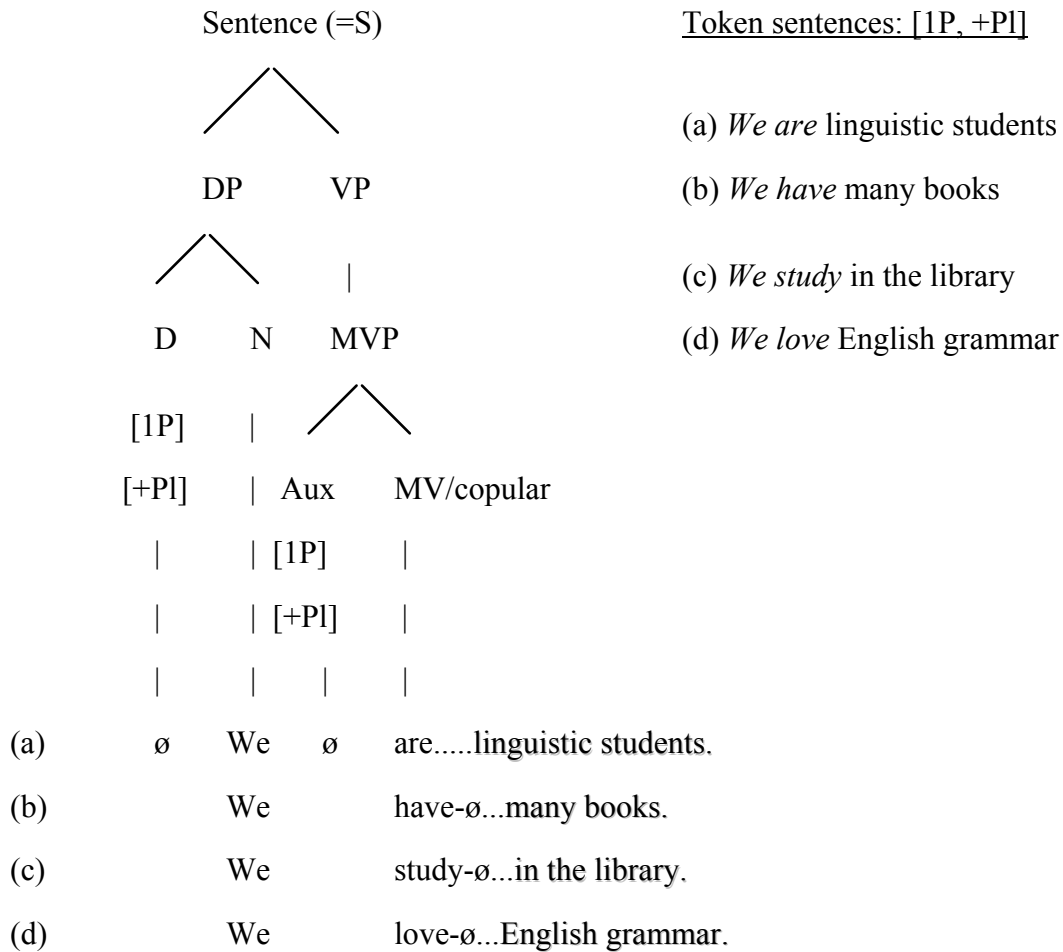 Sentence (=S) Token sentences: [1P, +Pl]
(a) We are linguistic students
DP VP (b) We have many books
| (c) We study in the library
D N MVP (d) We love English grammar
[1P] |
[+Pl] | Aux MV/copular
| | [1P] |
| | [+Pl] |
| | | |
(a) ø We ø are.....linguistic students.
(b) We have-ø...many books.
(c) We study-ø...in the library.
(d) We love-ø...English grammar.